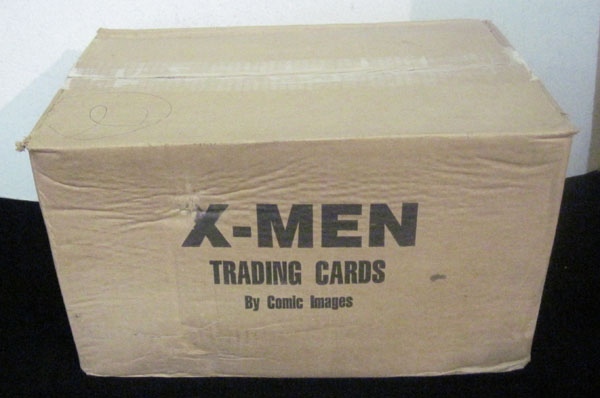 X-MEN
TRADING CARDS
By Comic Images